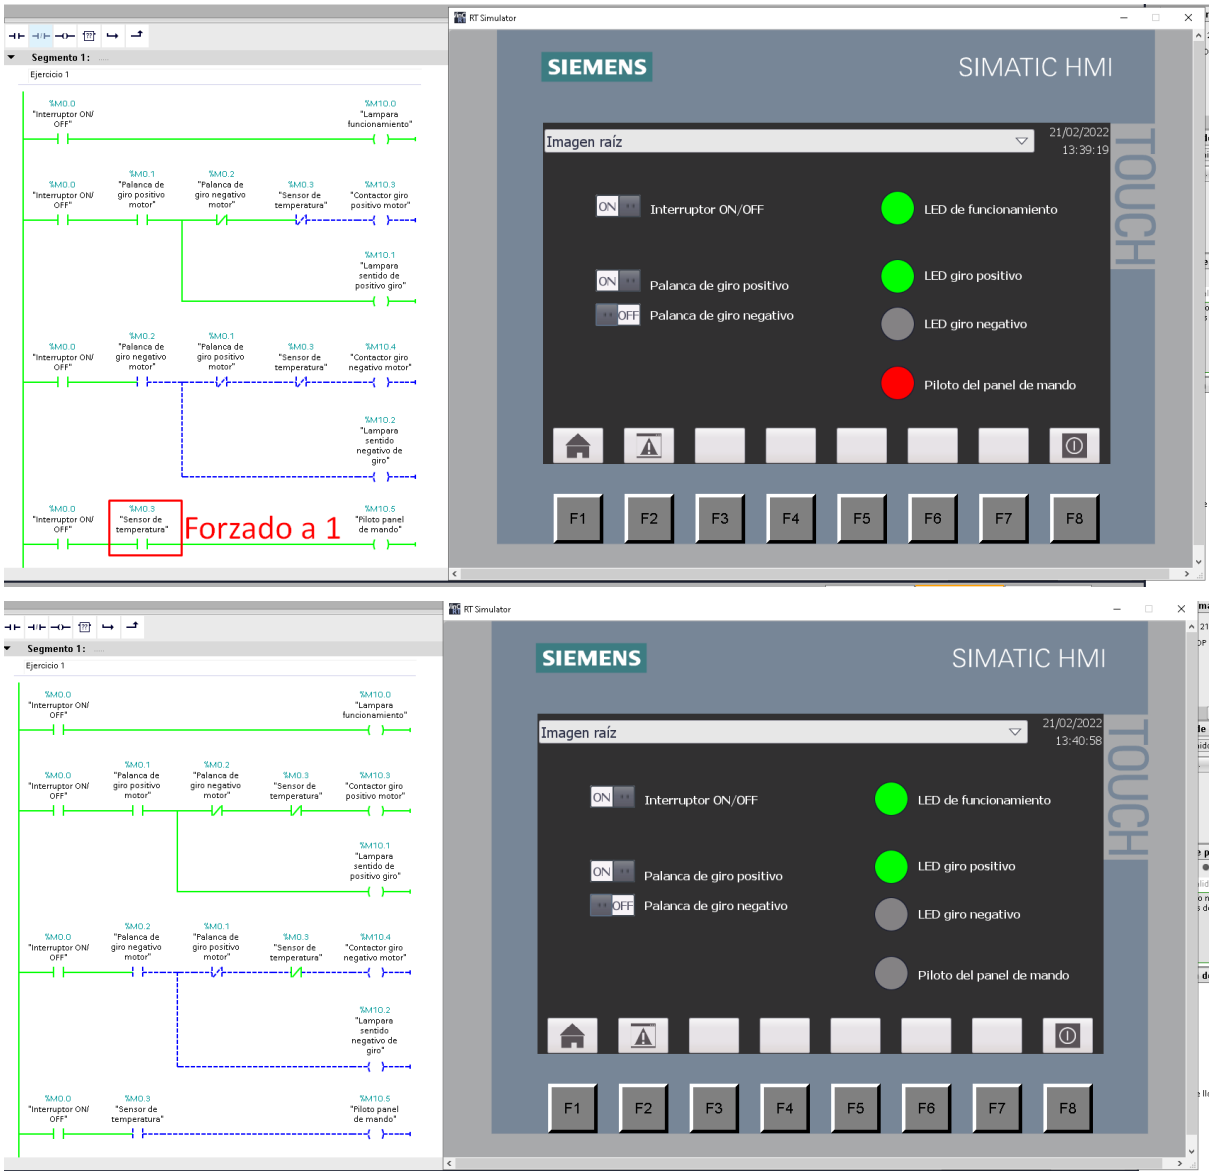 RT Simulator
Segmento 1: .....
Ejercicio 1
%M0.0
"Interruptor ON/
OFF"
%M10.0
"Lampara
funcionamiento"
%M0.0
"Interruptor ON/
OFF"
%M0.1
"Palanca de
giro positivo
motor"
%M0.2
"Palanca de
giro negativo
motor"
%M0.3
"Sensor de
temperatura"
%M10.3
"Contactor giro
positivo motor"
%M10.1
"Lampara
sentido de
positivo giro"
%M0.0
"Interruptor ON/
OFF"
%M0.2
"Palanca de
giro negativo
motor"
%M0.1
"Palanca de
giro positivo
motor"
%M0.3
"Sensor de
temperatura"
%M10.4
"Contactor giro
negativo motor"
%M10.2
"Lampara
sentido
negativo de
giro"
%M0.0
"Interruptor ON/
OFF"
%M0.3
"Sensor de
temperatura"
Forzado a 1
%M10.5
"Piloto panel
de mando"
SIEMENS
SIMATIC HMI
TOUCH
Imagen raíz
21/02/2022
13:39:19
ON
Interruptor ON/OFF
LED de funcionamiento
ON
Palanca de giro positivo
LED giro positivo
OFF
Palanca de giro negativo
LED giro negativo
Piloto del panel de mando
F1 F2 F3 F4 F5 F6 F7 F8
RT Simulator
Segmento 1: .....
Ejercicio 1
%M0.0
"Interruptor ON/
OFF"
%M10.0
"Lampara
funcionamiento"
%M0.0
"Interruptor ON/
OFF"
%M0.1
"Palanca de
giro positivo
motor"
%M0.2
"Palanca de
giro negativo
motor"
%M0.3
"Sensor de
temperatura"
%M10.3
"Contactor giro
positivo motor"
%M10.1
"Lampara
sentido de
positivo giro"
%M0.0
"Interruptor ON/
OFF"
%M0.2
"Palanca de
giro negativo
motor"
%M0.1
"Palanca de
giro positivo
motor"
%M0.3
"Sensor de
temperatura"
%M10.4
"Contactor giro
negativo motor"
%M10.2
"Lampara
sentido
negativo de
giro"
%M0.0
"Interruptor ON/
OFF"
%M0.3
"Sensor de
temperatura"
%M10.5
"Piloto panel
de mando"
SIEMENS
SIMATIC HMI
TOUCH
Imagen raíz
21/02/2022
13:40:58
ON
Interruptor ON/OFF
LED de funcionamiento
ON
Palanca de giro positivo
LED giro positivo
OFF
Palanca de giro negativo
LED giro negativo
Piloto del panel de mando
F1 F2 F3 F4 F5 F6 F7 F8